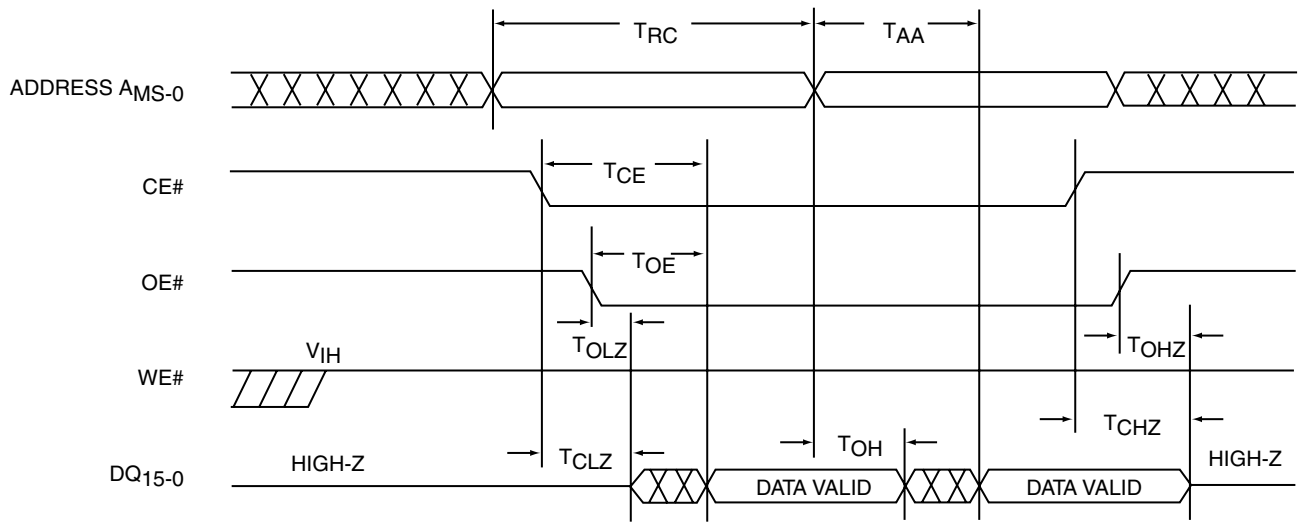 TRC
TAA
ADDRESS AMS-0
TCE
CE#
TOE
OE#
TOLZ
TOHZ
VIH
WE#
TCHZ
TOH
TCLZ
HIGH-Z
HIGH-Z
DQ15-0
DATA VALID
DATA VALID